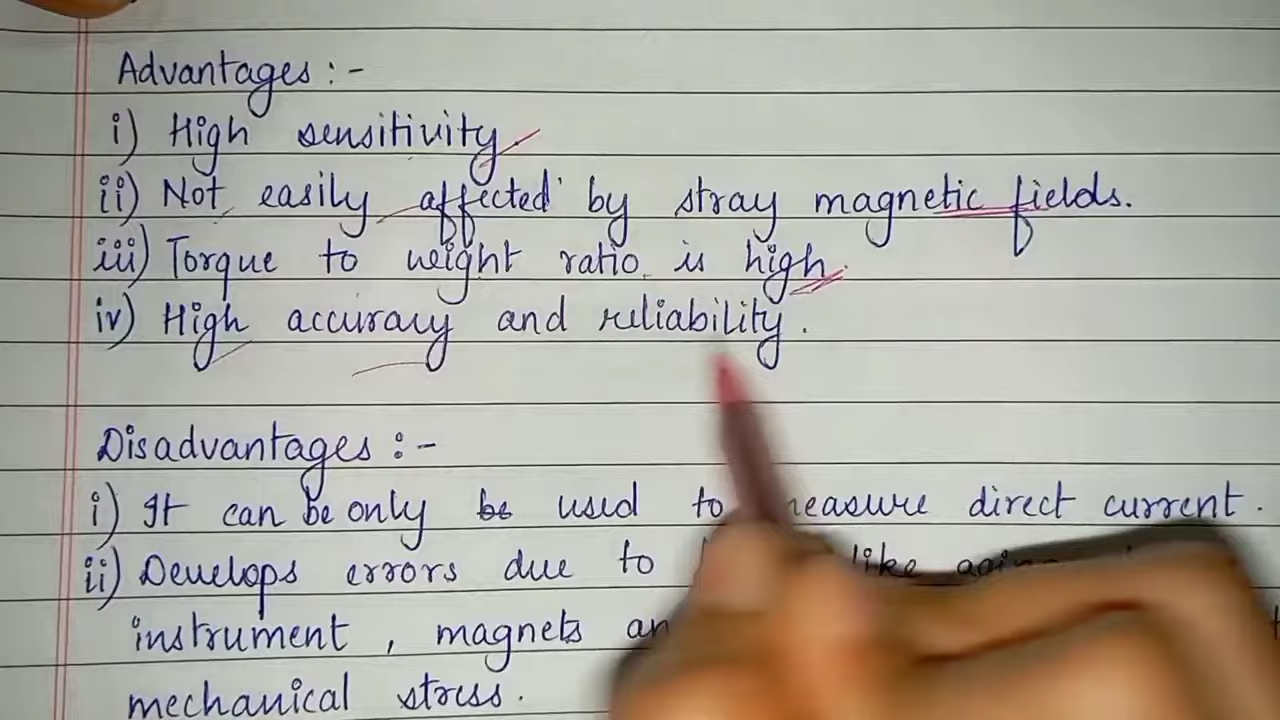 Advantages :-
i) High sensitivity
ii) Not easily affected by stray magnetic fields.
iii) Torque to weight ratio is high.
iv) High accuracy and reliability.
Disadvantages :-
i) It can be only be used to measure direct current.
ii) Develops errors due to like
instrument, magnets
mechanical stress.